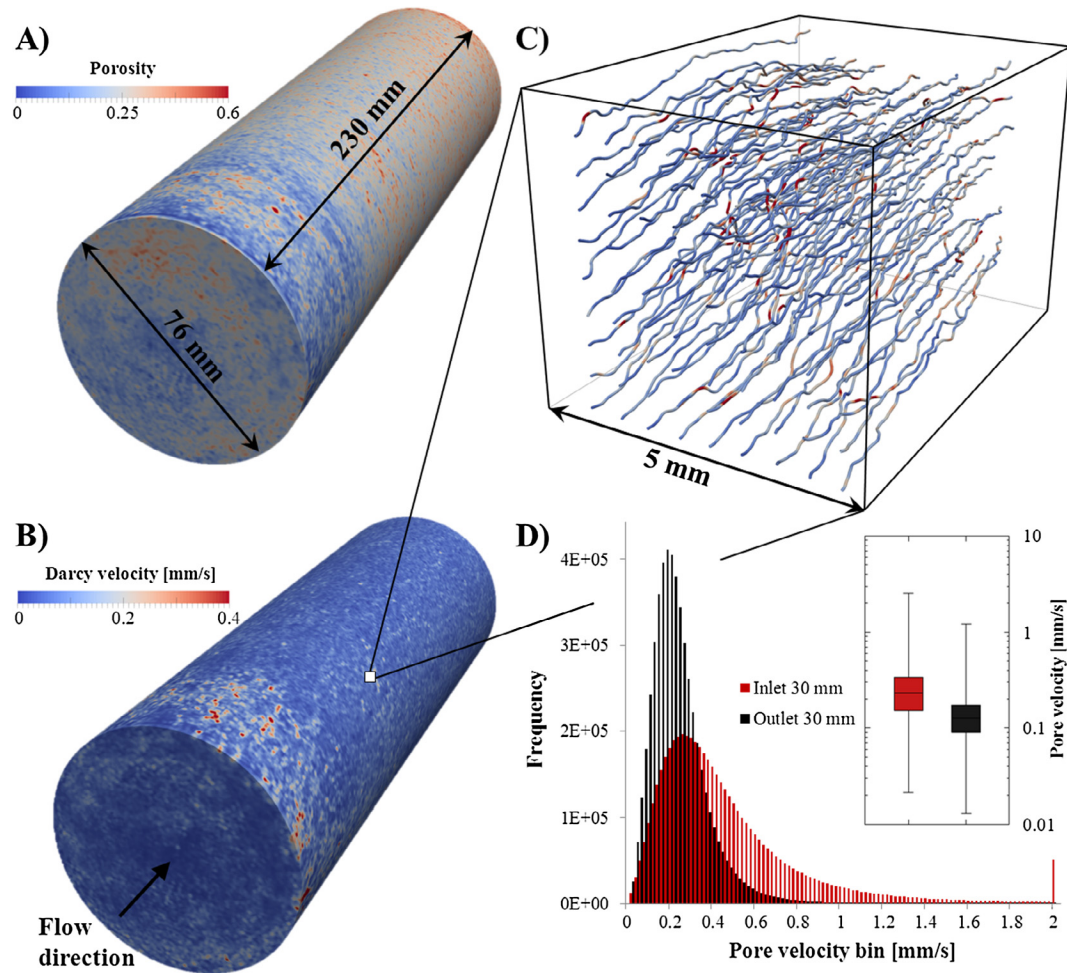 A)
Porosity
0 0.25 0.6
230 mm
76 mm
C)
5 mm
B)
Darcy velocity [mm/s]
0 0.2 0.4
Flow
direction
D)
4E+05
3E+05
2E+05
1E+05
0E+00
Frequency
Inlet 30 mm
Outlet 30 mm
0 0.2 0.4 0.6 0.8 1 1.2 1.4 1.6 1.8 2
Pore velocity bin [mm/s]
10
1
0.1
0.01
Pore velocity [mm/s]